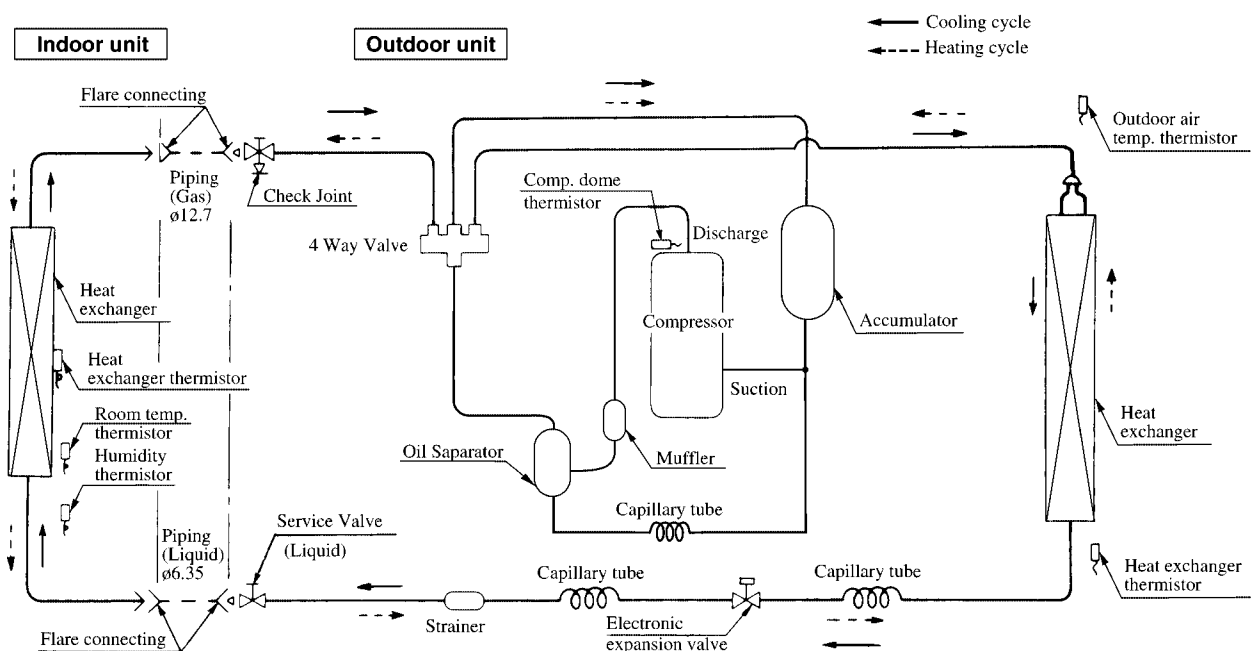 Cooling cycle
Heating cycle
Indoor unit
Outdoor unit
Flare connecting
Outdoor air
temp. thermistor
Piping
(Gas)
ø12.7
Check Joint
Comp. dome
thermistor
Discharge
4 Way Valve
Heat
exchanger
Compressor
Accumulator
Heat
exchanger thermistor
Suction
Room temp.
thermistor
Humidity
thermistor
Heat
exchanger
Oil Saparator
Muffler
Capillary tube
Service Valve
(Liquid)
Piping
(Liquid)
ø6.35
Capillary tube
Capillary tube
Heat exchanger
thermistor
Strainer
Electronic
expansion valve
Flare connecting